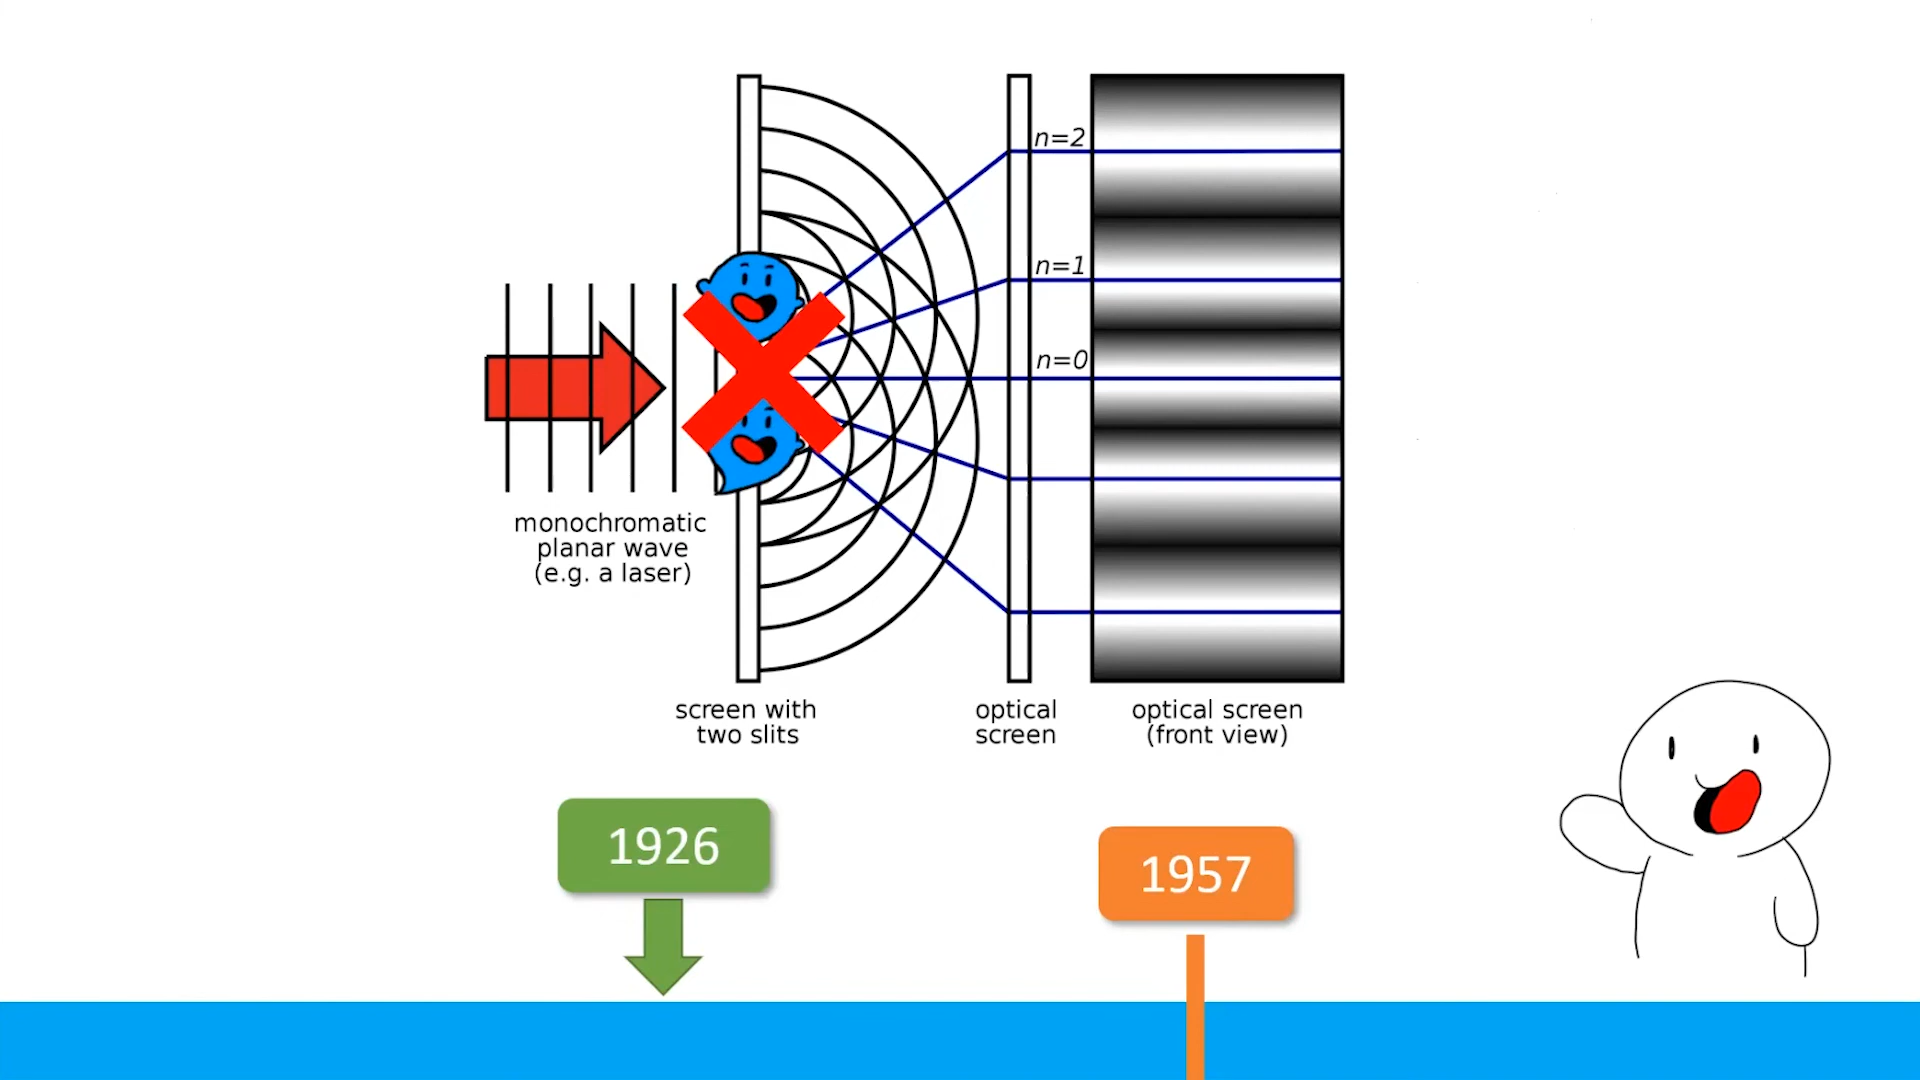 n=2
n=1
n=0
monochromatic
planar wave
(e.g. a laser)
screen with
two slits
optical
screen
optical screen
(front view)
1926
1957